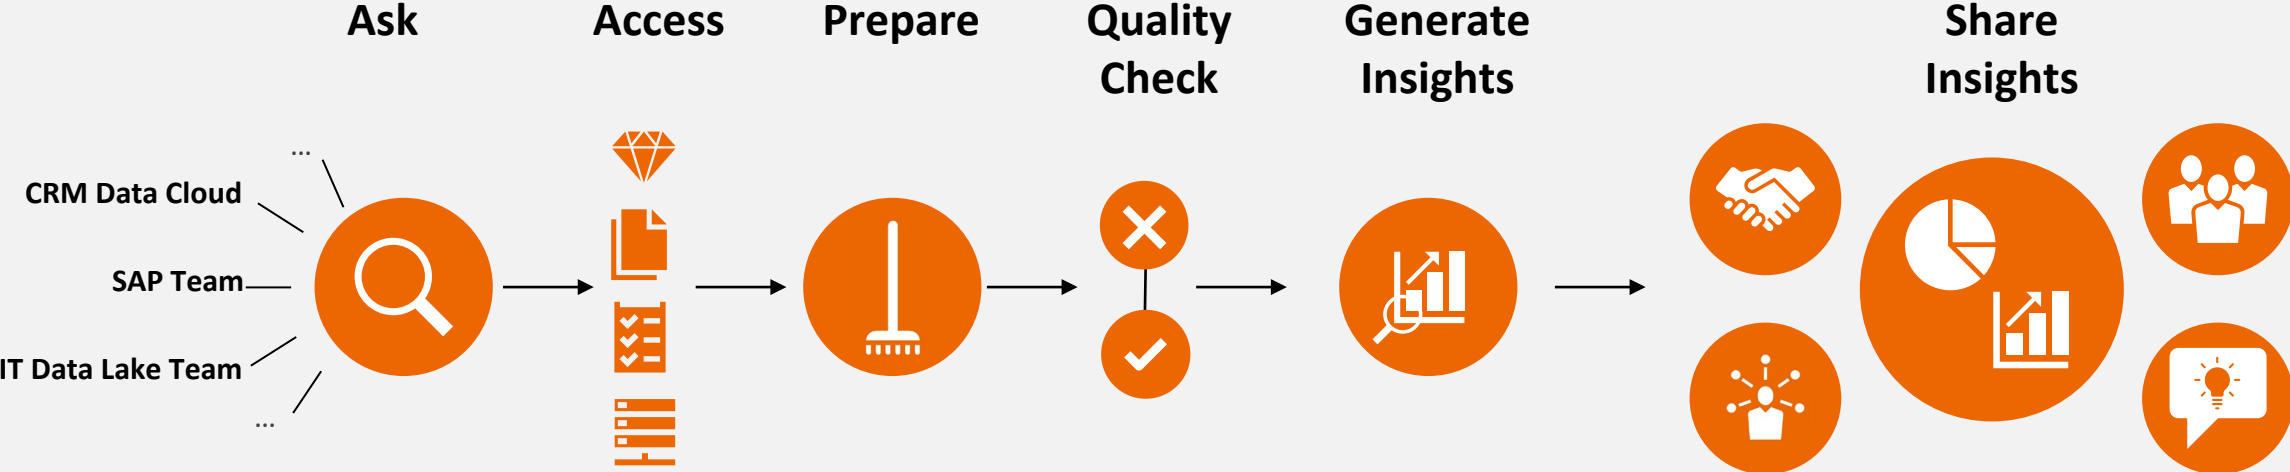 Ask
Access
Prepare
Quality
Check
Generate
Insights
Share
Insights
...
CRM Data Cloud
SAP Team
IT Data Lake Team
...